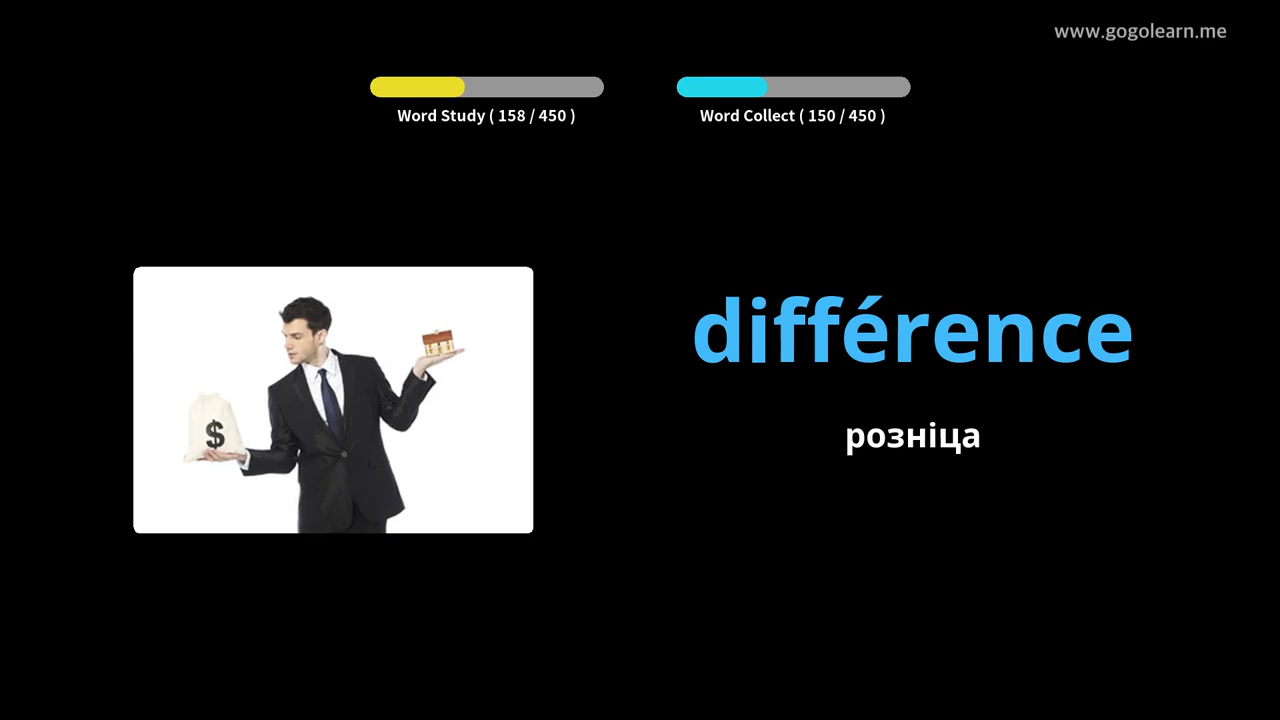 www.gogolearn.me
Word Study ( 158 / 450 )
Word Collect ( 150 / 450 )
différence
розніца
$